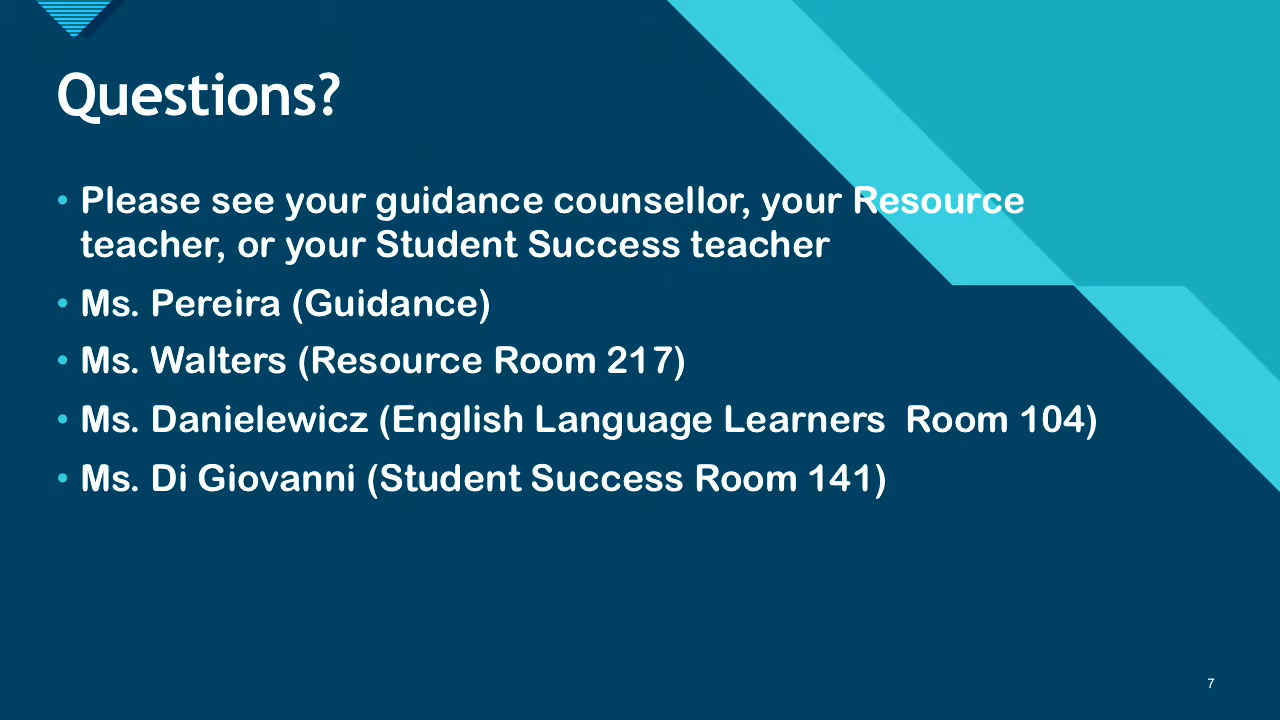 Questions?
• Please see your guidance counsellor, your Resource
teacher, or your Student Success teacher
• Ms. Pereira (Guidance)
• Ms. Walters (Resource Room 217)
• Ms. Danielewicz (English Language Learners  Room 104)
• Ms. Di Giovanni (Student Success Room 141)
7